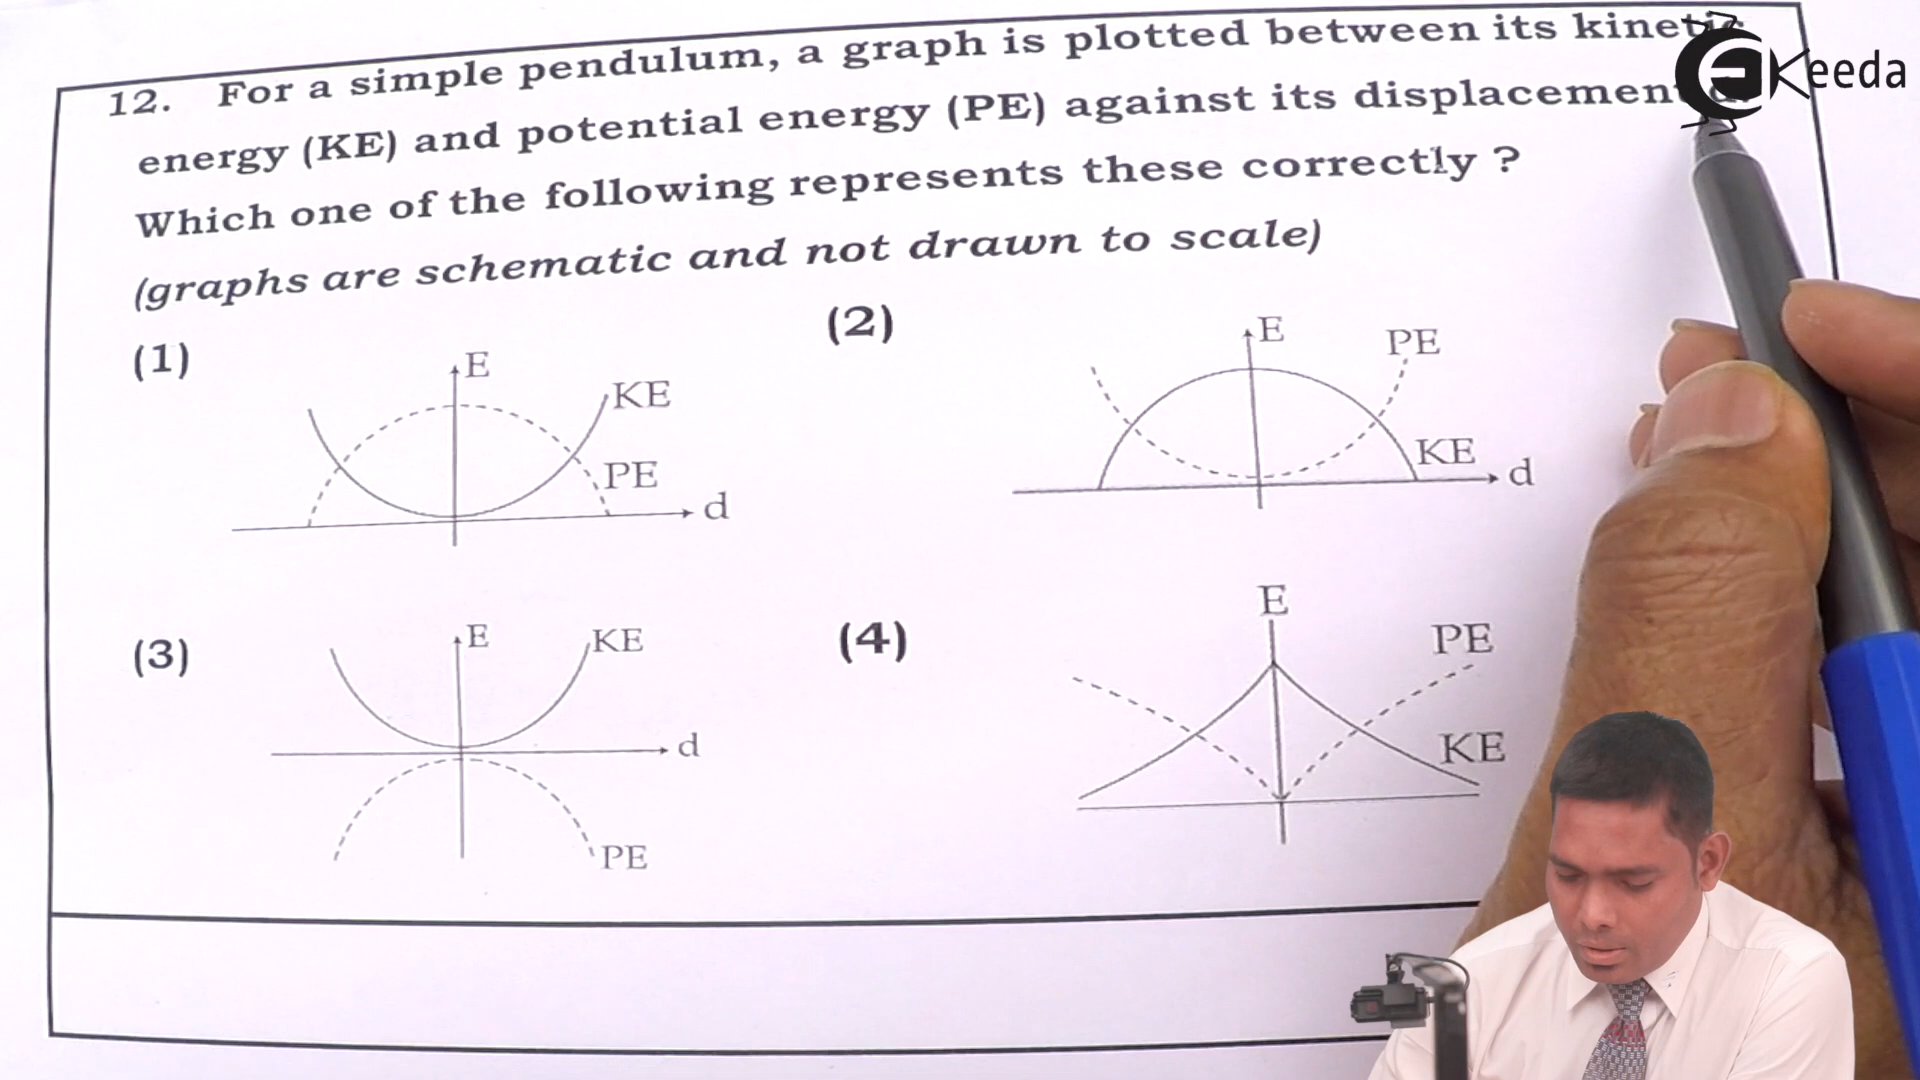 12. For a simple pendulum, a graph is plotted between its kinetic
energy (KE) and potential energy (PE) against its displacement
Which one of the following represents these correctly ?
(graphs are schematic and not drawn to scale)
(1)
E
KE
PE
d
(2)
E
PE
KE
d
(3)
E
KE
d
PE
(4)
E
PE
KE
Keeda